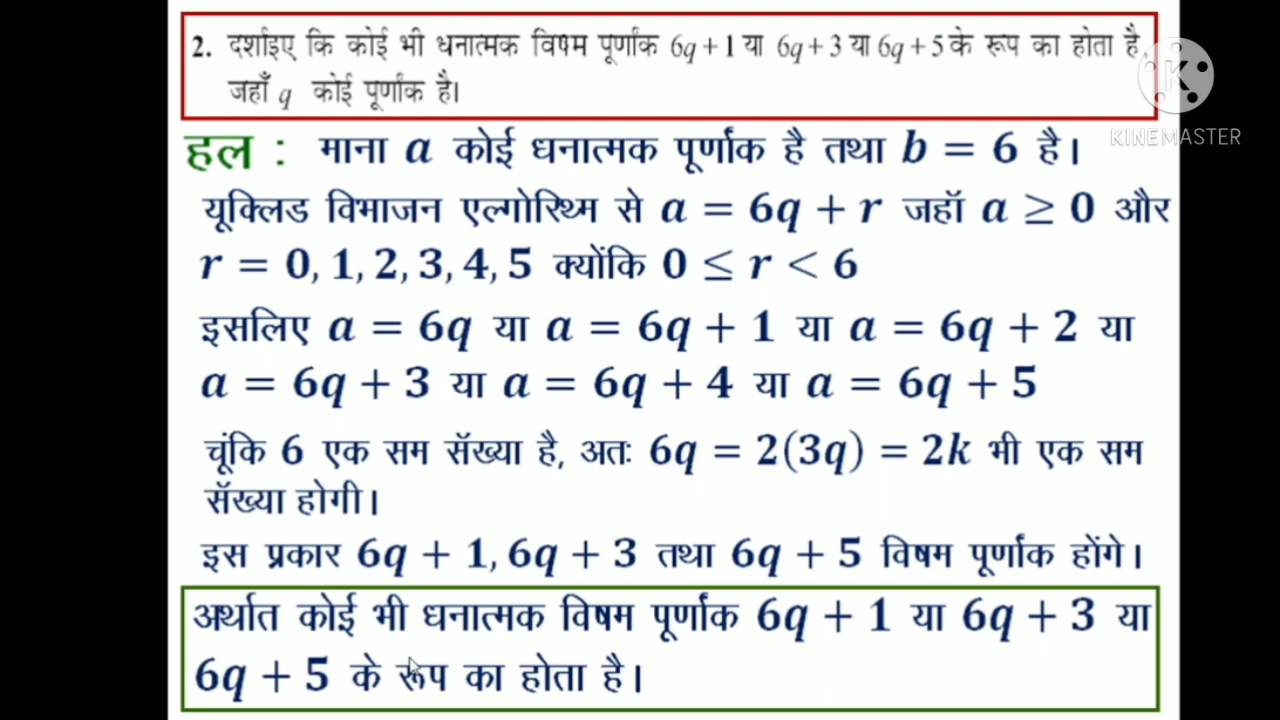 2. दर्शाइए कि कोई भी धनात्मक विषम पूर्णांक 6q + 1 या 6q + 3 या 6q + 5 के रूप का होता है,
जहाँ q कोई पूर्णांक है।
K
KINEMASTER
हल : माना a कोई धनात्मक पूर्णांक है तथा b = 6 है।
यूक्लिड विभाजन एल्गोरिथ्म से a = 6q + r जहॉ a ≥ 0 और
r = 0, 1, 2, 3, 4, 5 क्योंकि 0 ≤ r < 6
इसलिए a = 6q या a = 6q + 1 या a = 6q + 2 या
a = 6q + 3 या a = 6q + 4 या a = 6q + 5
चूंकि 6 एक सम सॅख्या है, अतः 6q = 2(3q) = 2k भी एक सम
सॅख्या होगी।
इस प्रकार 6q + 1, 6q + 3 तथा 6q + 5 विषम पूर्णांक होंगे।
अर्थात कोई भी धनात्मक विषम पूर्णांक 6q + 1 या 6q + 3 या
6q + 5 के रूप का होता है।